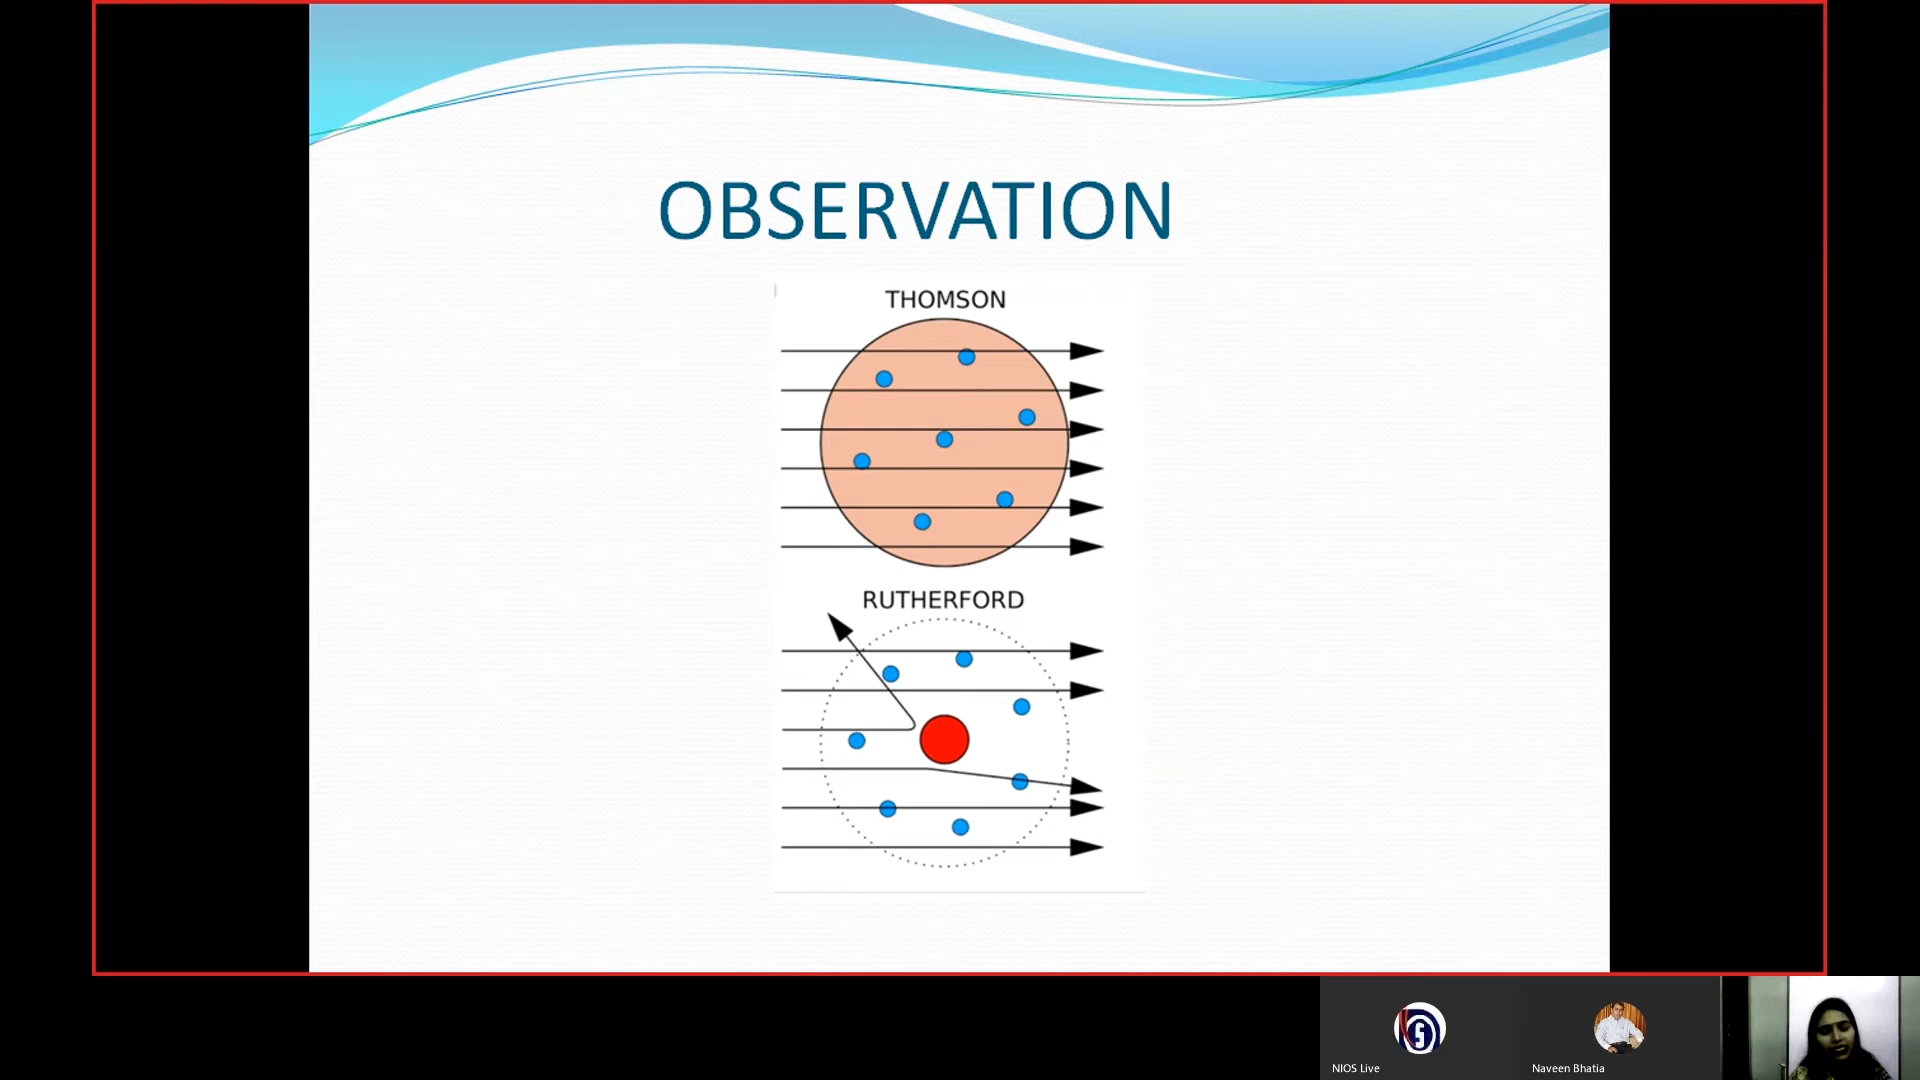 OBSERVATION
THOMSON
RUTHERFORD
NIOS Live
Naveen Bhatia